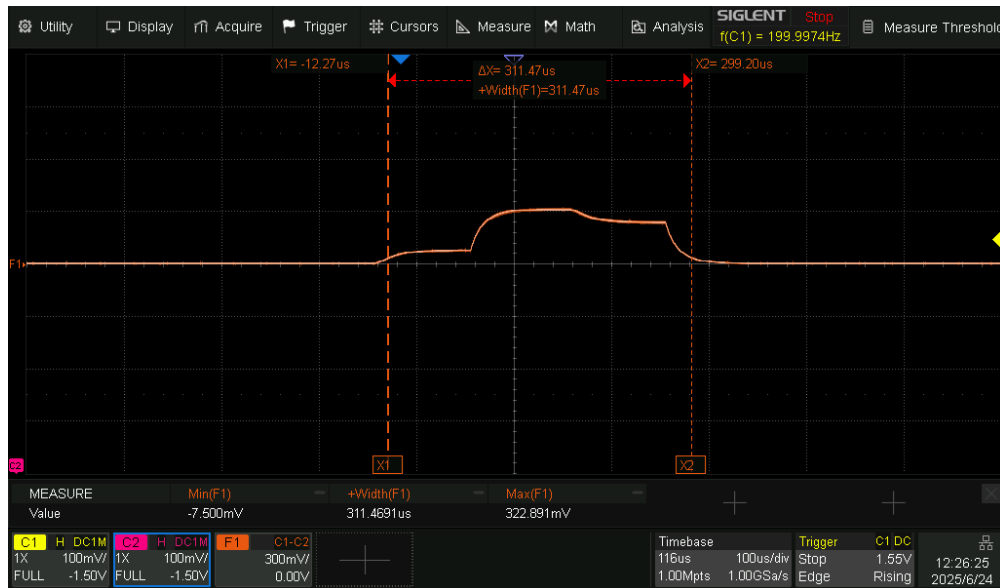 Utility Display Acquire Trigger Cursors Measure Math Analysis SIGLENT Stop Measure Threshold
f(C1) = 199.9974Hz
X1= -12.27us ΔX= 311.47us X2= 299.20us
+Width(F1)=311.47us
F1
C2
X1 X2
MEASURE Min(F1) +Width(F1) Max(F1)
Value -7.500mV 311.4691us 322.891mV
C1 H DC1M C2 H DC1M F1 C1-C2 Timebase Trigger C1 DC
1X 100mV/ 1X 100mV/ 300mV/ 116us 100us/div Stop 1.55V
FULL -1.50V FULL -1.50V 0.00V 1.00Mpts 1.00GSa/s Edge Rising
12:26:25
2025/6/24